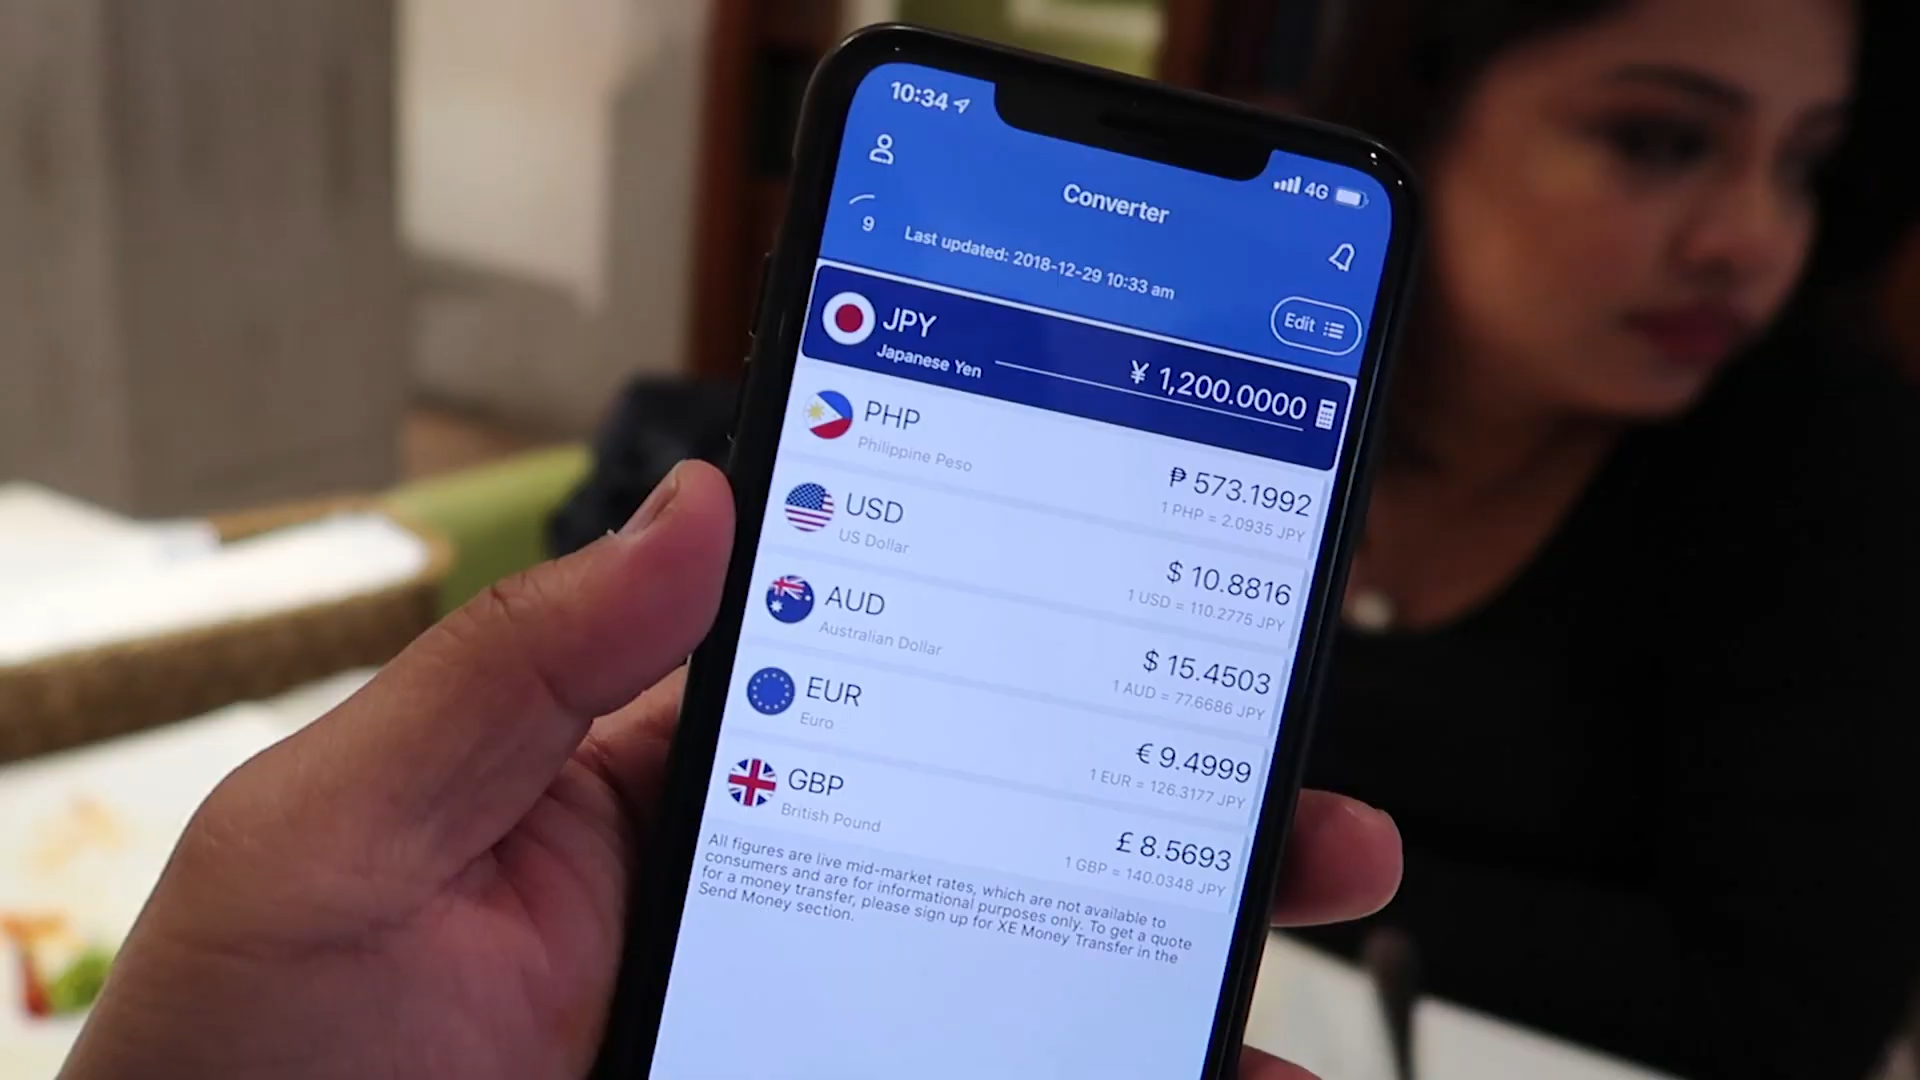 10:34
4G
Converter
9
Last updated: 2018-12-29 10:33 am
Edit
JPY
Japanese Yen
¥ 1,200.0000
PHP
Philippine Peso
₱ 573.1992
1 PHP = 2.0935 JPY
USD
US Dollar
$ 10.8816
1 USD = 110.2775 JPY
AUD
Australian Dollar
$ 15.4503
1 AUD = 77.6686 JPY
EUR
Euro
€ 9.4999
1 EUR = 126.3177 JPY
GBP
British Pound
£ 8.5693
1 GBP = 140.0348 JPY
All figures are live mid-market rates, which are not available to
consumers and are for informational purposes only. To get a quote
for a money transfer, please sign up for XE Money Transfer in the
Send Money section.